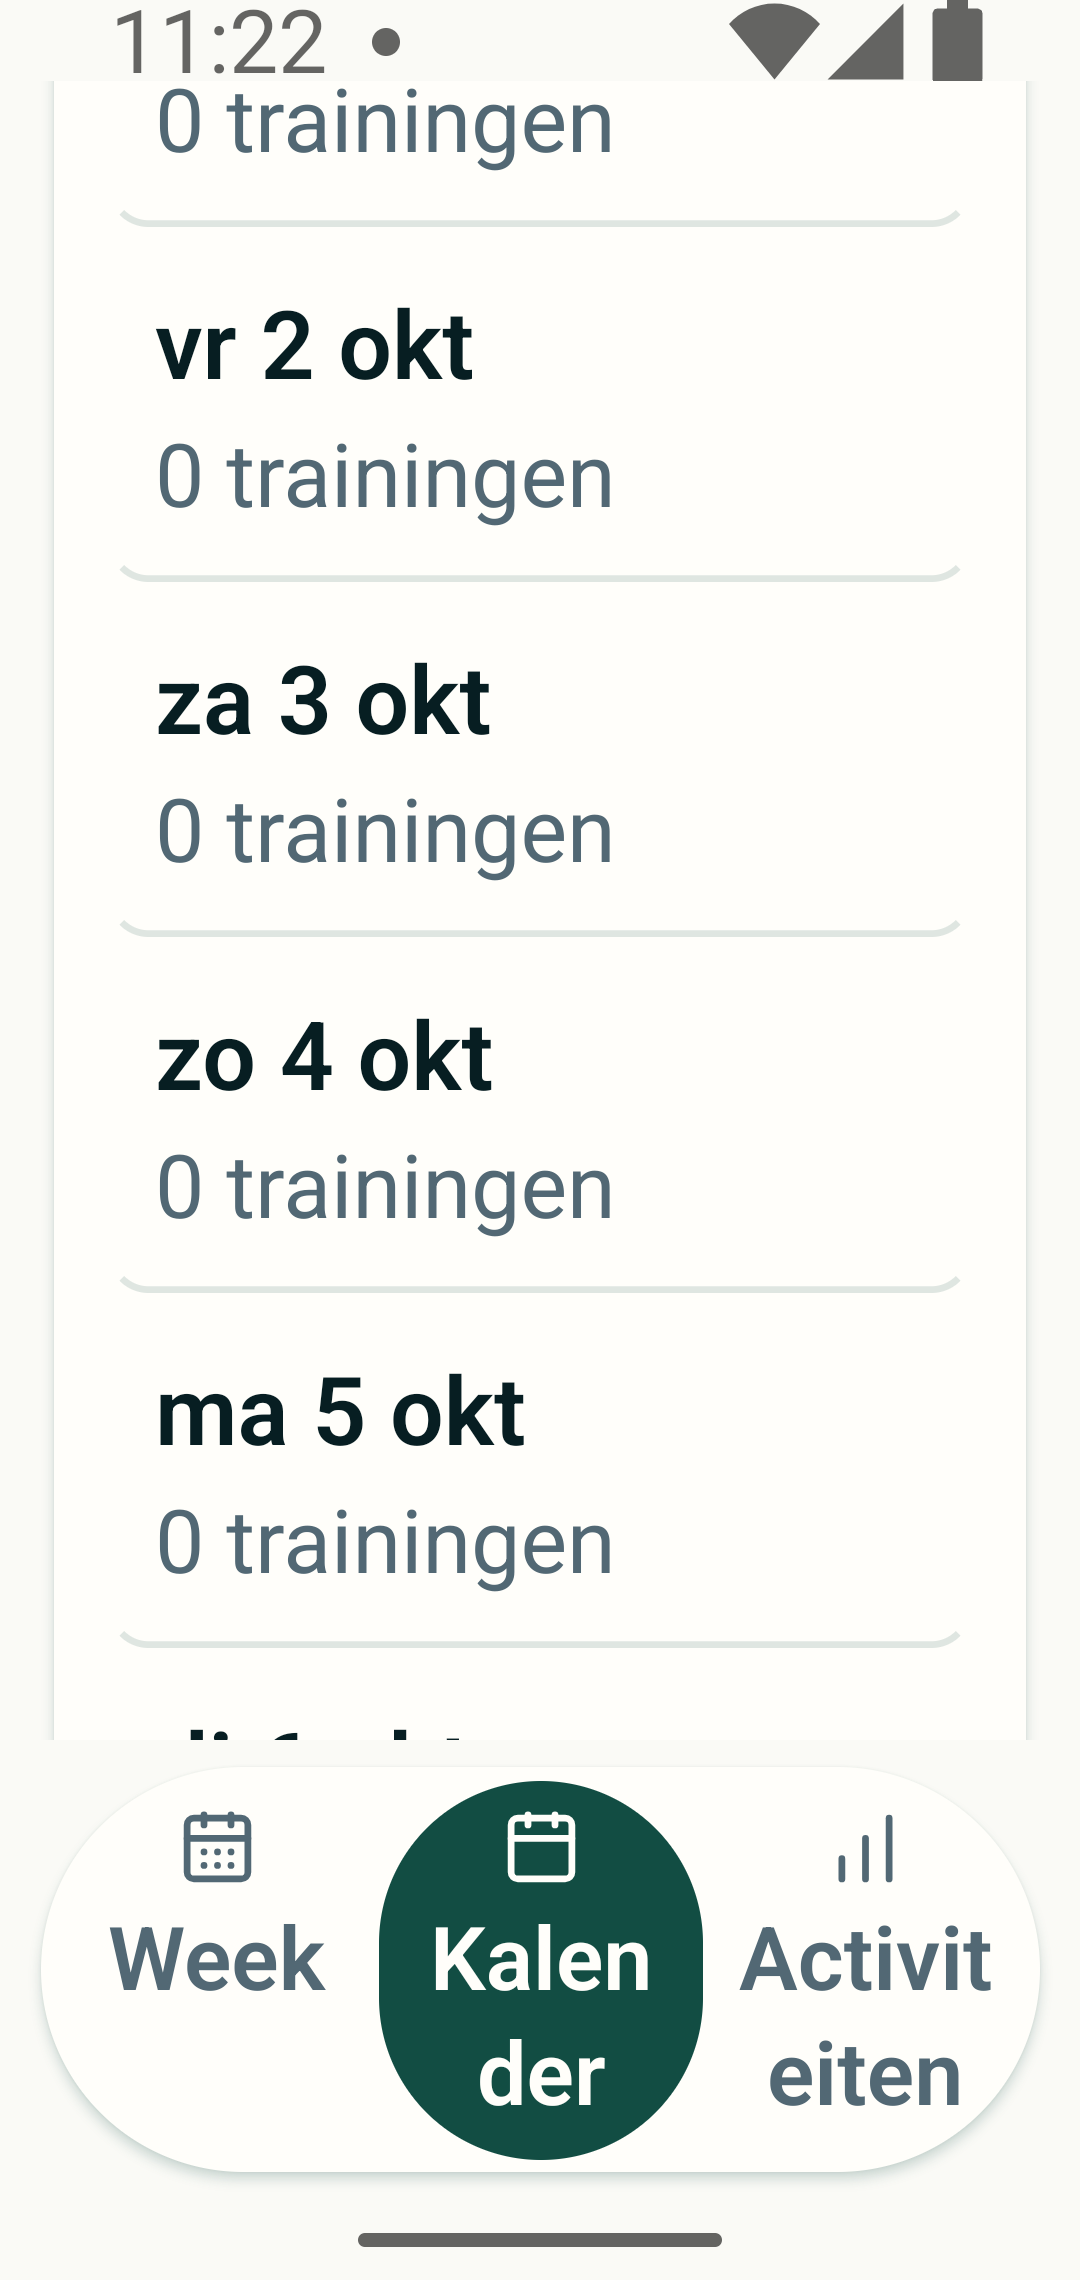 11:22
0 trainingen
vr 2 okt
0 trainingen
za 3 okt
0 trainingen
zo 4 okt
0 trainingen
ma 5 okt
0 trainingen
Week
Kalen
der
Activit
eiten